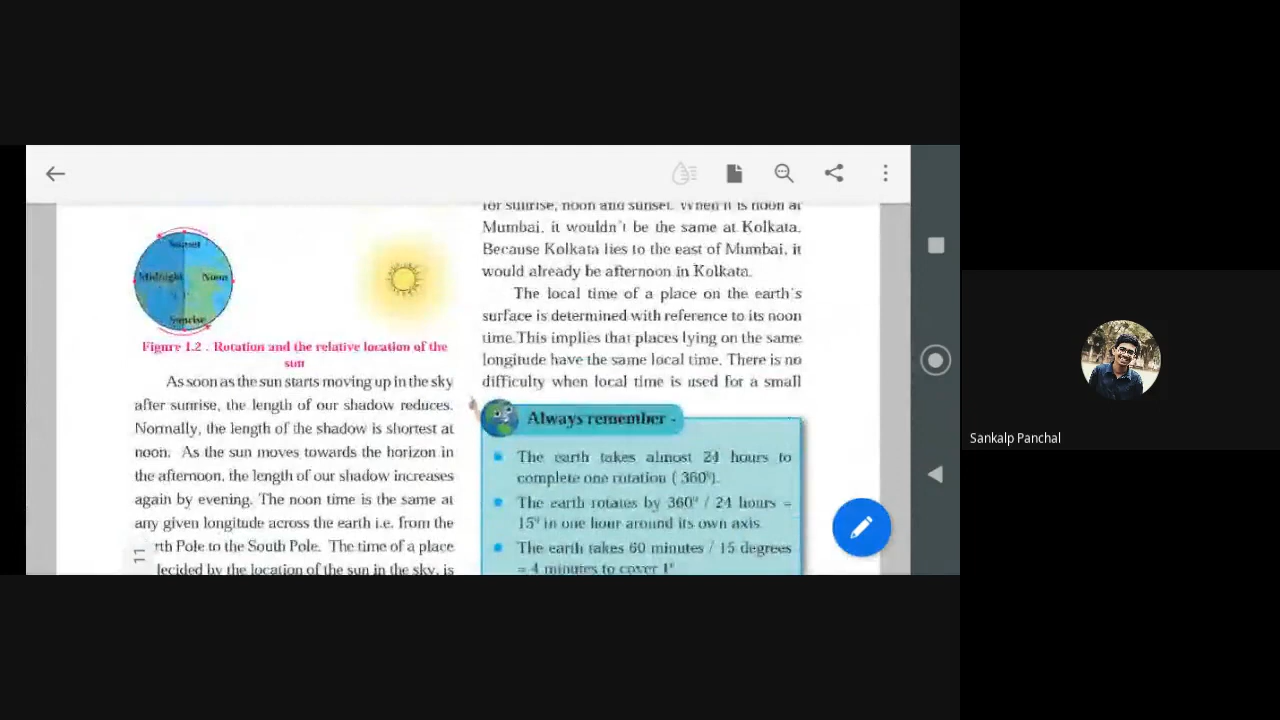 Sunset
Midnight Noon
Sunrise
Figure 1.2 . Rotation and the relative location of the
sun
As soon as the sun starts moving up in the sky
after sunrise, the length of our shadow reduces.
Normally, the length of the shadow is shortest at
noon. As the sun moves towards the horizon in
the afternoon, the length of our shadow increases
again by evening. The noon time is the same at
any given longitude across the earth i.e. from the
rth Pole to the South Pole. The time of a place
lecided by the location of the sun in the sky, is
11
for sunrise, noon and sunset. When it is noon at
Mumbai, it wouldn't be the same at Kolkata.
Because Kolkata lies to the east of Mumbai, it
would already be afternoon in Kolkata.
The local time of a place on the earth's
surface is determined with reference to its noon
time.This implies that places lying on the same
longitude have the same local time. There is no
difficulty when local time is used for a small
Always remember -
The earth takes almost 24 hours to
complete one rotation ( 360°).
The earth rotates by 360° / 24 hours =
15° in one hour around its own axis.
The earth takes 60 minutes / 15 degrees
= 4 minutes to cover 1°
Sankalp Panchal